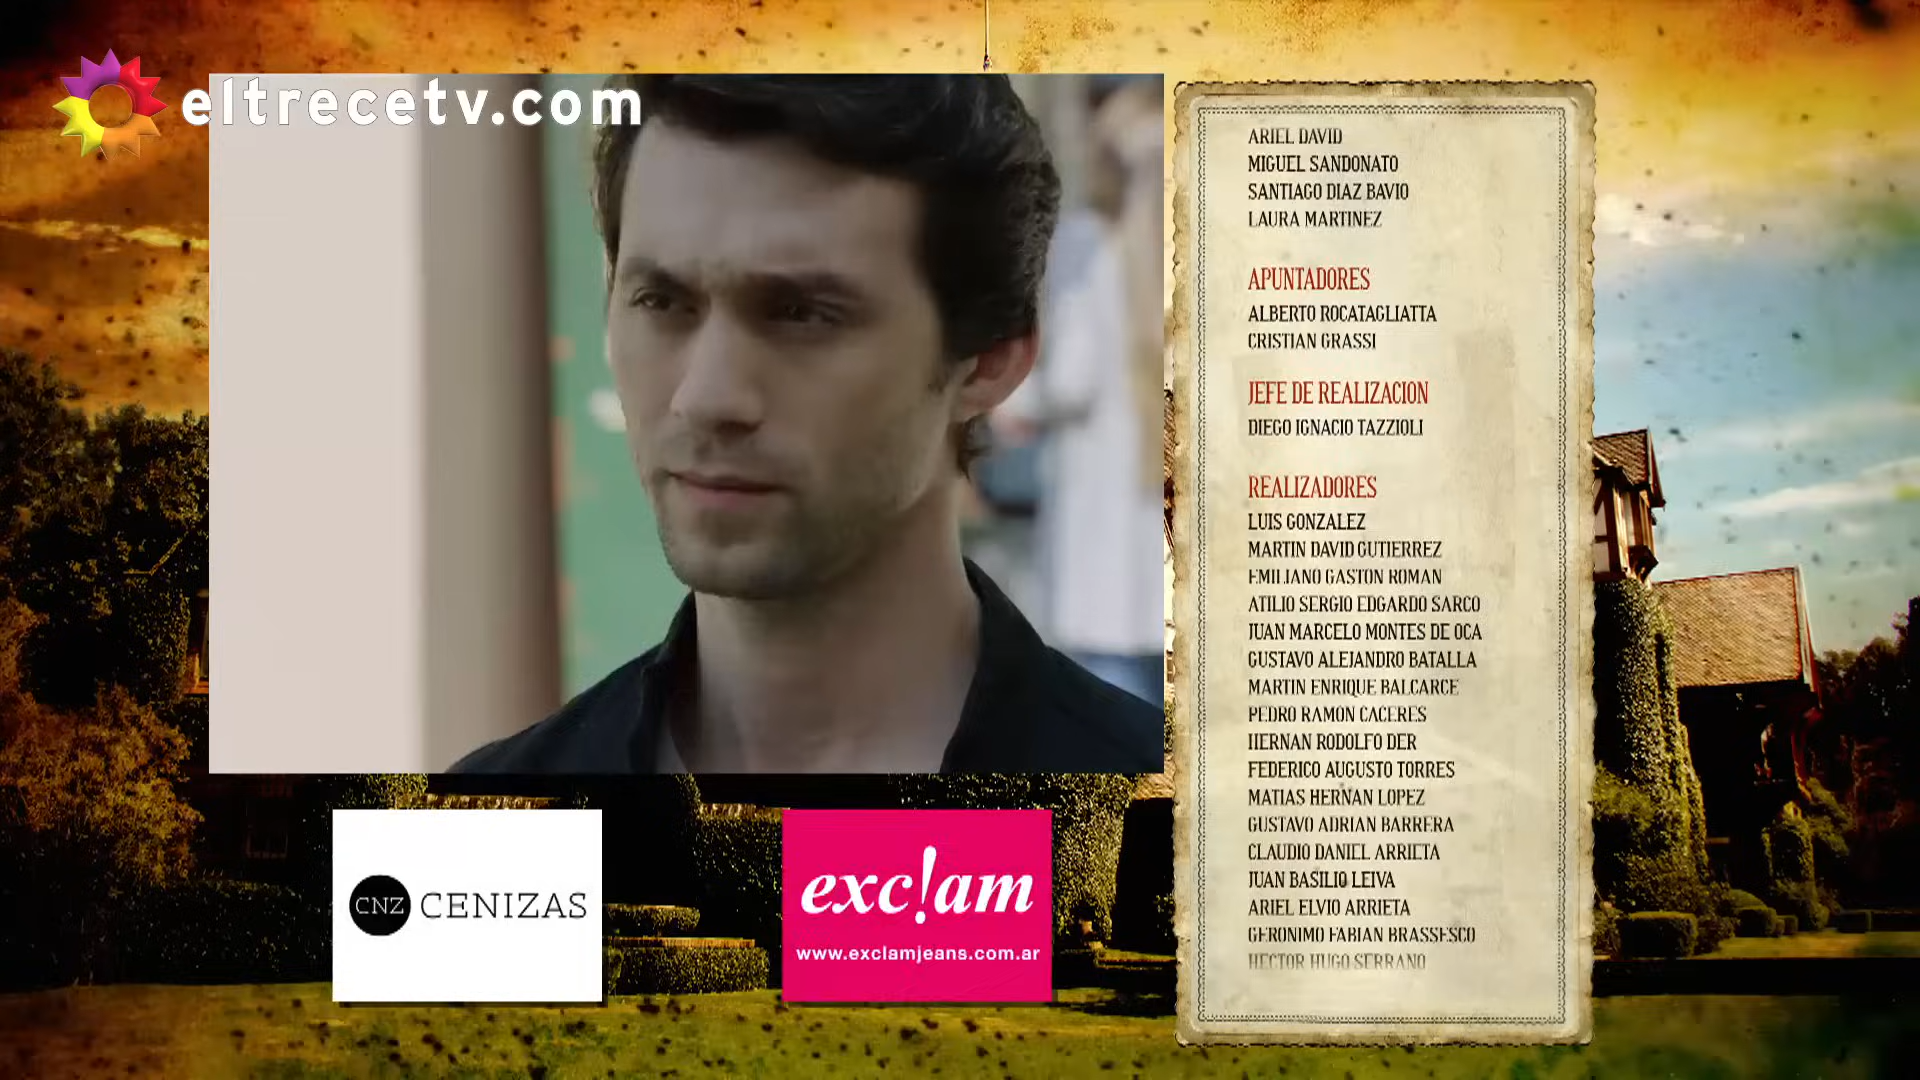 eltrecetv.com
ARIEL DAVID
MIGUEL SANDONATO
SANTIAGO DIAZ BAVIO
LAURA MARTINEZ
APUNTADORES
ALBERTO ROCATAGLIATTA
CRISTIAN GRASSI
JEFE DE REALIZACION
DIEGO IGNACIO TAZZIOLI
REALIZADORES
LUIS GONZALEZ
MARTIN DAVID GUTIERREZ
EMILIANO GASTON ROMAN
ATILIO SERGIO EDGARDO SARCO
JUAN MARCELO MONTES DE OCA
GUSTAVO ALEJANDRO BATALLA
MARTIN ENRIQUE BALCARCE
PEDRO RAMON CACERES
HERNAN RODOLFO DER
FEDERICO AUGUSTO TORRES
MATIAS HERNAN LOPEZ
GUSTAVO ADRIAN BARRERA
CLAUDIO DANIEL ARRIETA
JUAN BASILIO LEIVA
ARIEL ELVIO ARRIETA
GERONIMO FABIAN BRASSESCO
HECTOR HUGO SERRANO
CNZ CENIZAS
exc!am
www.exclamjeans.com.ar